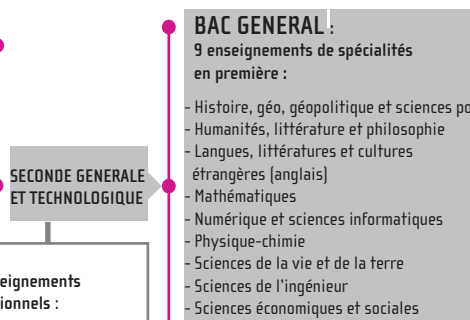 BAC GENERAL :
9 enseignements de spécialités
en première :
- Histoire, géo, géopolitique et sciences
- Humanités, littérature et philosophie
- Langues, littératures et cultures
étrangères (anglais)
- Mathématiques
- Numérique et sciences informatiques
- Physique-chimie
- Sciences de la vie et de la terre
- Sciences de l'ingénieur
- Sciences économiques et sociales
SECONDE GENERALE
ET TECHNOLOGIQUE